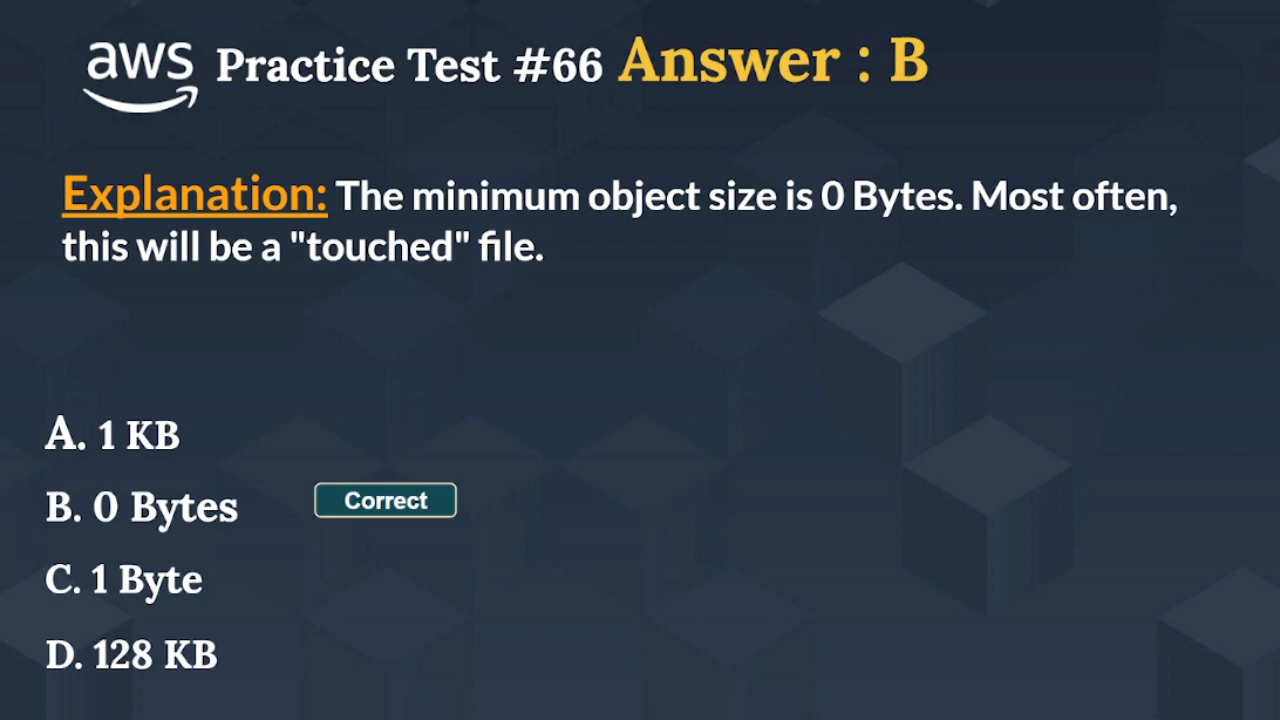 aws Practice Test #66 Answer : B
Explanation: The minimum object size is 0 Bytes. Most often,
this will be a "touched" file.
A. 1 KB
B. 0 Bytes Correct
C. 1 Byte
D. 128 KB